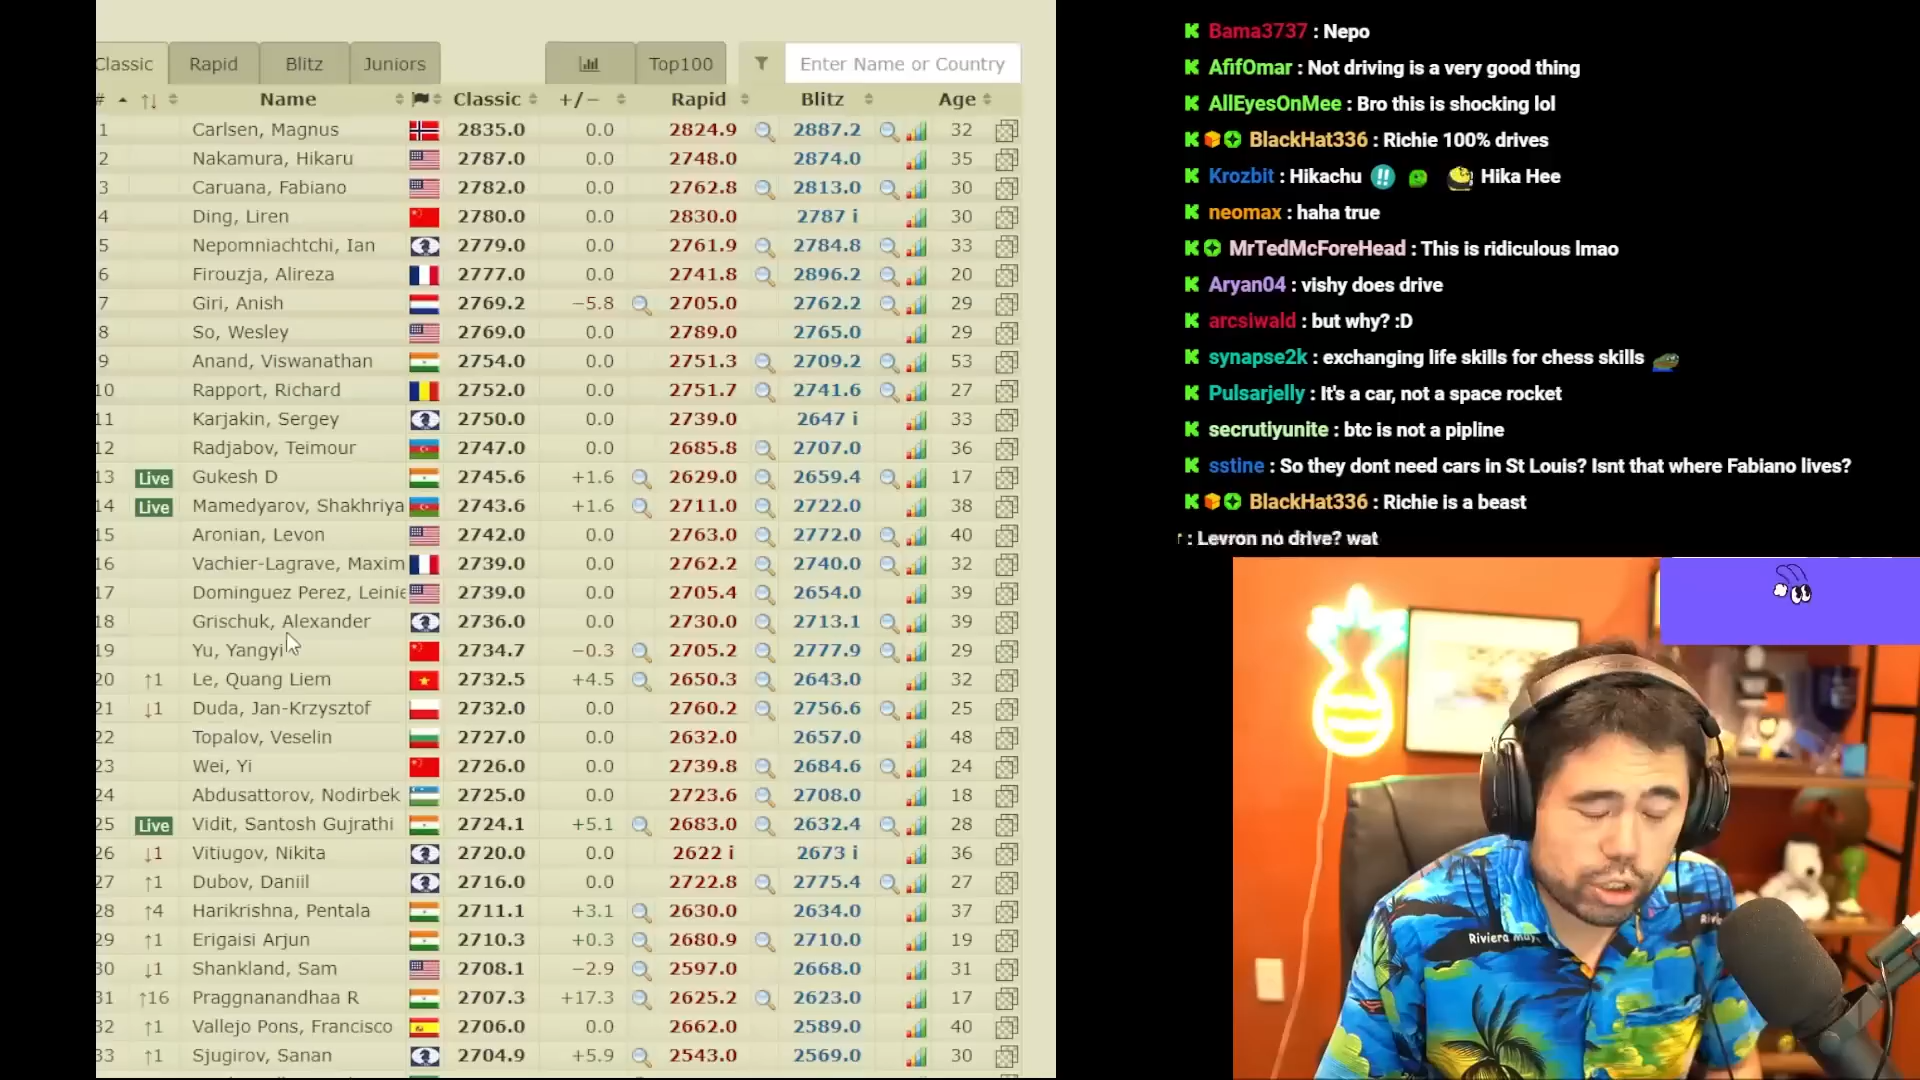 Classic Rapid Blitz Juniors Top100 Enter Name or Country
# ↑↓ Name Classic +/− Rapid Blitz Age
1 Carlsen, Magnus 2835.0 0.0 2824.9 2887.2 32
2 Nakamura, Hikaru 2787.0 0.0 2748.0 2874.0 35
3 Caruana, Fabiano 2782.0 0.0 2762.8 2813.0 30
4 Ding, Liren 2780.0 0.0 2830.0 2787 i 30
5 Nepomniachtchi, Ian 2779.0 0.0 2761.9 2784.8 33
6 Firouzja, Alireza 2777.0 0.0 2741.8 2896.2 20
7 Giri, Anish 2769.2 −5.8 2705.0 2762.2 29
8 So, Wesley 2769.0 0.0 2789.0 2765.0 29
9 Anand, Viswanathan 2754.0 0.0 2751.3 2709.2 53
10 Rapport, Richard 2752.0 0.0 2751.7 2741.6 27
11 Karjakin, Sergey 2750.0 0.0 2739.0 2647 i 33
12 Radjabov, Teimour 2747.0 0.0 2685.8 2707.0 36
13 Live Gukesh D 2745.6 +1.6 2629.0 2659.4 17
14 Live Mamedyarov, Shakhriya 2743.6 +1.6 2711.0 2722.0 38
15 Aronian, Levon 2742.0 0.0 2763.0 2772.0 40
16 Vachier-Lagrave, Maxim 2739.0 0.0 2762.2 2740.0 32
17 Dominguez Perez, Leinie 2739.0 0.0 2705.4 2654.0 39
18 Grischuk, Alexander 2736.0 0.0 2730.0 2713.1 39
19 Yu, Yangyi 2734.7 −0.3 2705.2 2777.9 29
20 ↑1 Le, Quang Liem 2732.5 +4.5 2650.3 2643.0 32
21 ↓1 Duda, Jan-Krzysztof 2732.0 0.0 2760.2 2756.6 25
22 Topalov, Veselin 2727.0 0.0 2632.0 2657.0 48
23 Wei, Yi 2726.0 0.0 2739.8 2684.6 24
24 Abdusattorov, Nodirbek 2725.0 0.0 2723.6 2708.0 18
25 Live Vidit, Santosh Gujrathi 2724.1 +5.1 2683.0 2632.4 28
26 ↓1 Vitiugov, Nikita 2720.0 0.0 2622 i 2673 i 36
27 ↑1 Dubov, Daniil 2716.0 0.0 2722.8 2775.4 27
28 ↑4 Harikrishna, Pentala 2711.1 +3.1 2630.0 2634.0 37
29 ↑1 Erigaisi Arjun 2710.3 +0.3 2680.9 2710.0 19
30 ↓1 Shankland, Sam 2708.1 −2.9 2597.0 2668.0 31
31 ↑16 Praggnanandhaa R 2707.3 +17.3 2625.2 2623.0 17
32 ↑1 Vallejo Pons, Francisco 2706.0 0.0 2662.0 2589.0 40
33 ↑1 Sjugirov, Sanan 2704.9 +5.9 2543.0 2569.0 30
Bama3737 : Nepo
AfifOmar : Not driving is a very good thing
AllEyesOnMee : Bro this is shocking lol
BlackHat336 : Richie 100% drives
Krozbit : Hikachu Hika Hee
neomax : haha true
MrTedMcForeHead : This is ridiculous lmao
Aryan04 : vishy does drive
arcsiwald : but why? :D
synapse2k : exchanging life skills for chess skills
Pulsarjelly : It's a car, not a space rocket
secrutiyunite : btc is not a pipline
sstine : So they dont need cars in St Louis? Isnt that where Fabiano lives?
BlackHat336 : Richie is a beast
: Levron no drive? wat
Riviera